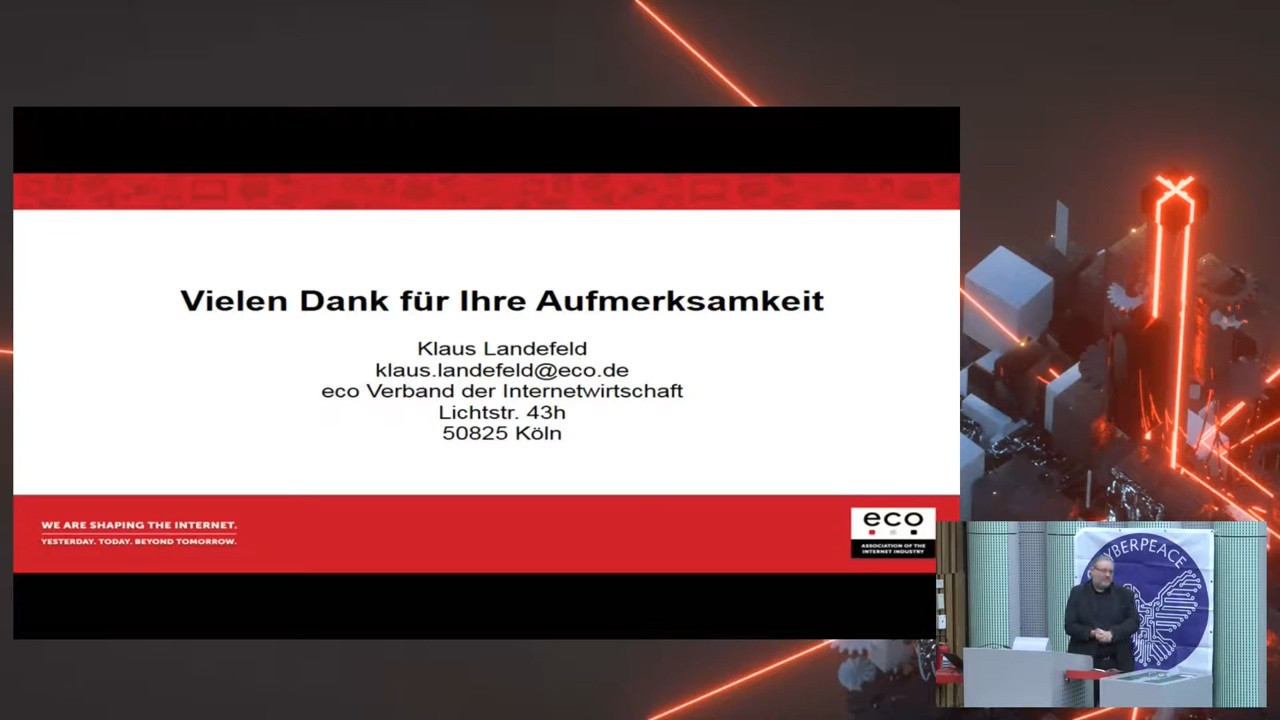 Vielen Dank für Ihre Aufmerksamkeit
Klaus Landefeld
klaus.landefeld@eco.de
eco Verband der Internetwirtschaft
Lichtstr. 43h
50825 Köln
WE ARE SHAPING THE INTERNET.
YESTERDAY. TODAY. BEYOND TOMORROW.
eco
ASSOCIATION OF THE
INTERNET INDUSTRY
YBERPEACE